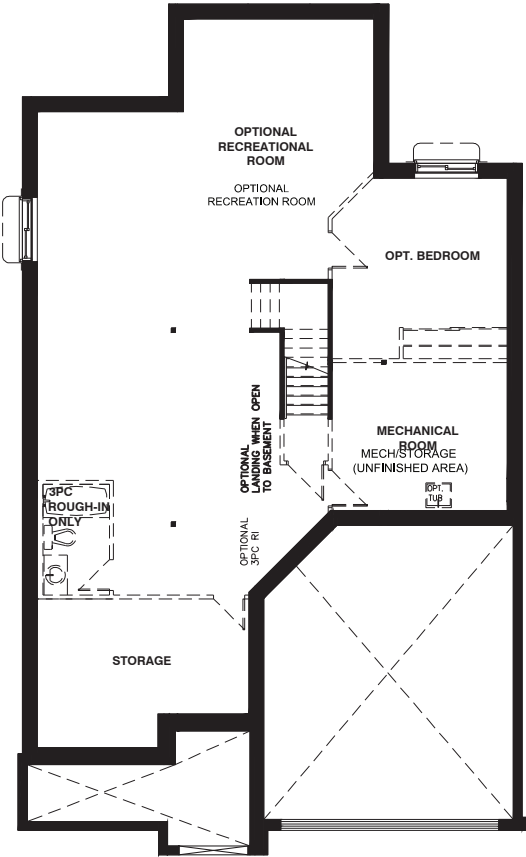 OPTIONAL
RECREATIONAL
ROOM
OPTIONAL
RECREATION ROOM
OPT. BEDROOM
OPTIONAL
LANDING WHEN OPEN
TO BASEMENT
MECHANICAL
ROOM
MECH/STORAGE
(UNFINISHED AREA)
OPT.
TUB
3PC
ROUGH-IN
ONLY
OPTIONAL
3PC RI
STORAGE